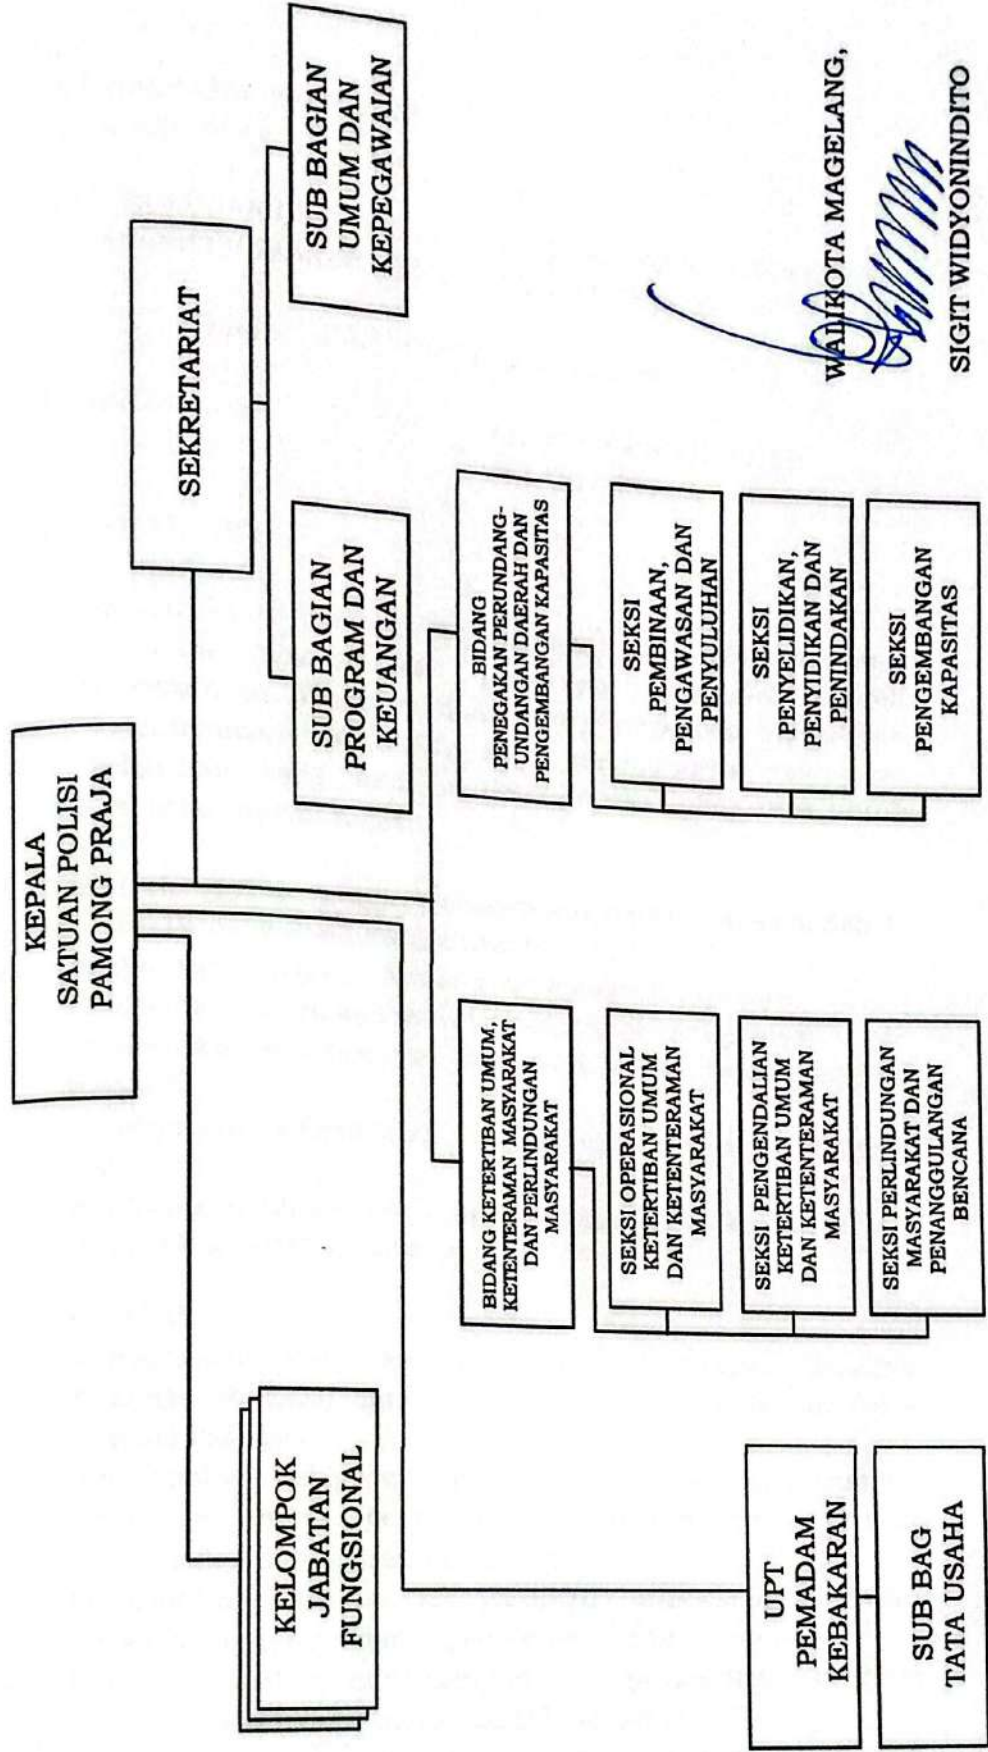 KEPALA
SATUAN POLISI
PAMONG PRAJA
KELOMPOK
JABATAN
FUNGSIONAL
SEKRETARIAT
SUB BAGIAN
PROGRAM DAN
KEUANGAN
SUB BAGIAN
UMUM DAN
KEPEGAWAIAN
BIDANG KETERTIBAN UMUM,
KETENTERAMAN MASYARAKAT
DAN PERLINDUNGAN
MASYARAKAT
SEKSI OPERASIONAL
KETERTIBAN UMUM
DAN KETENTERAMAN
MASYARAKAT
SEKSI PENGENDALIAN
KETERTIBAN UMUM
DAN KETENTERAMAN
MASYARAKAT
SEKSI PERLINDUNGAN
MASYARAKAT DAN
PENANGGULANGAN
BENCANA
BIDANG
PENEGAKAN PERUNDANG-
UNDANGAN DAERAH DAN
PENGEMBANGAN KAPASITAS
SEKSI
PEMBINAAN,
PENGAWASAN DAN
PENYULUHAN
SEKSI
PENYELIDIKAN,
PENYIDIKAN DAN
PENINDAKAN
SEKSI
PENGEMBANGAN
KAPASITAS
UPT
PEMADAM
KEBAKARAN
SUB BAG
TATA USAHA
WALIKOTA MAGELANG,
SIGIT WIDYONINDITO